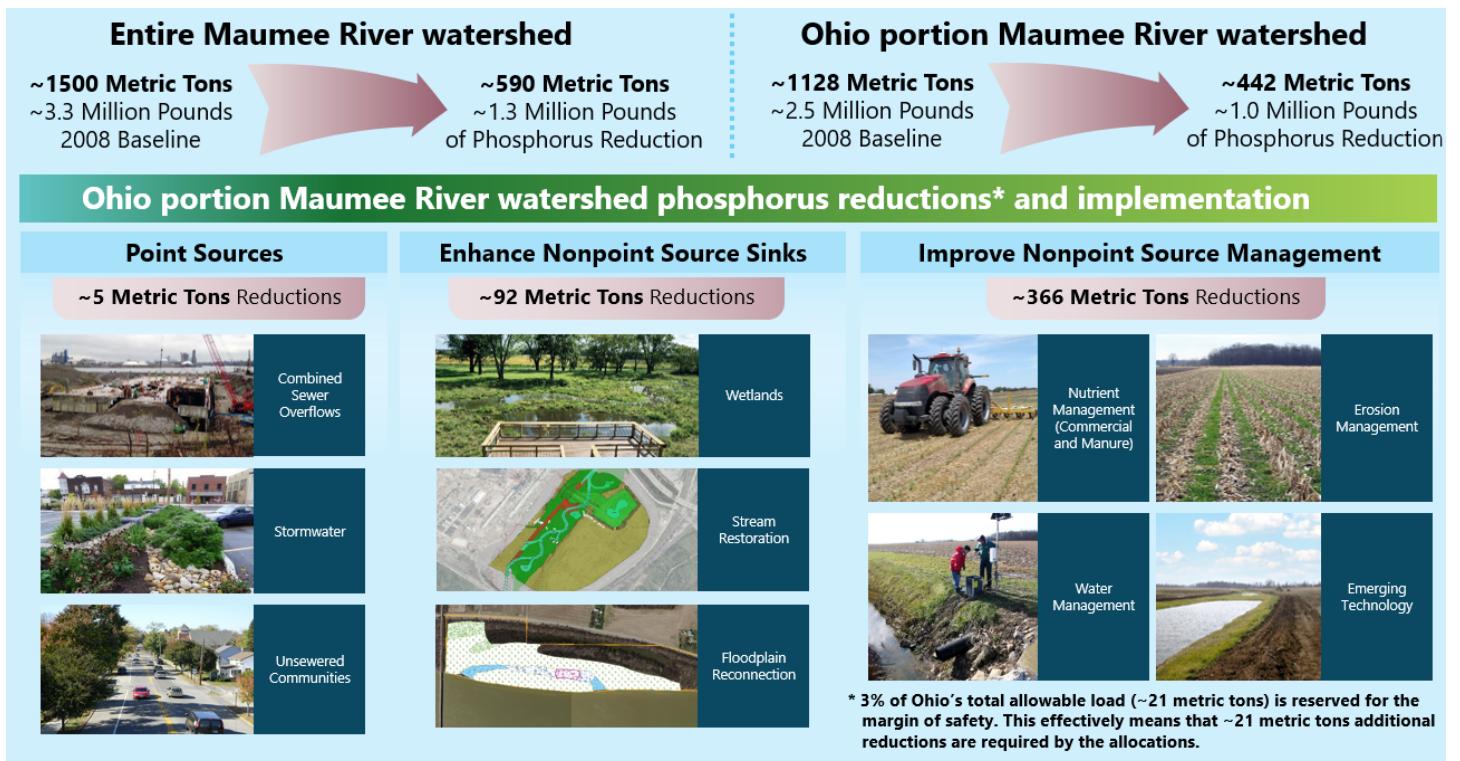 Entire Maumee River watershed
~1500 Metric Tons
~3.3 Million Pounds
2008 Baseline
~590 Metric Tons
~1.3 Million Pounds
of Phosphorus Reduction
Ohio portion Maumee River watershed
~1128 Metric Tons
~2.5 Million Pounds
2008 Baseline
~442 Metric Tons
~1.0 Million Pounds
of Phosphorus Reduction
Ohio portion Maumee River watershed phosphorus reductions* and implementation
Point Sources
~5 Metric Tons Reductions
Combined
Sewer
Overflows
Stormwater
Unsewered
Communities
Enhance Nonpoint Source Sinks
~92 Metric Tons Reductions
Wetlands
Stream
Restoration
Floodplain
Reconnection
Improve Nonpoint Source Management
~366 Metric Tons Reductions
Nutrient
Management
(Commercial
and Manure)
Erosion
Management
Water
Management
Emerging
Technology
* 3% of Ohio's total allowable load (~21 metric tons) is reserved for the
margin of safety. This effectively means that ~21 metric tons additional
reductions are required by the allocations.